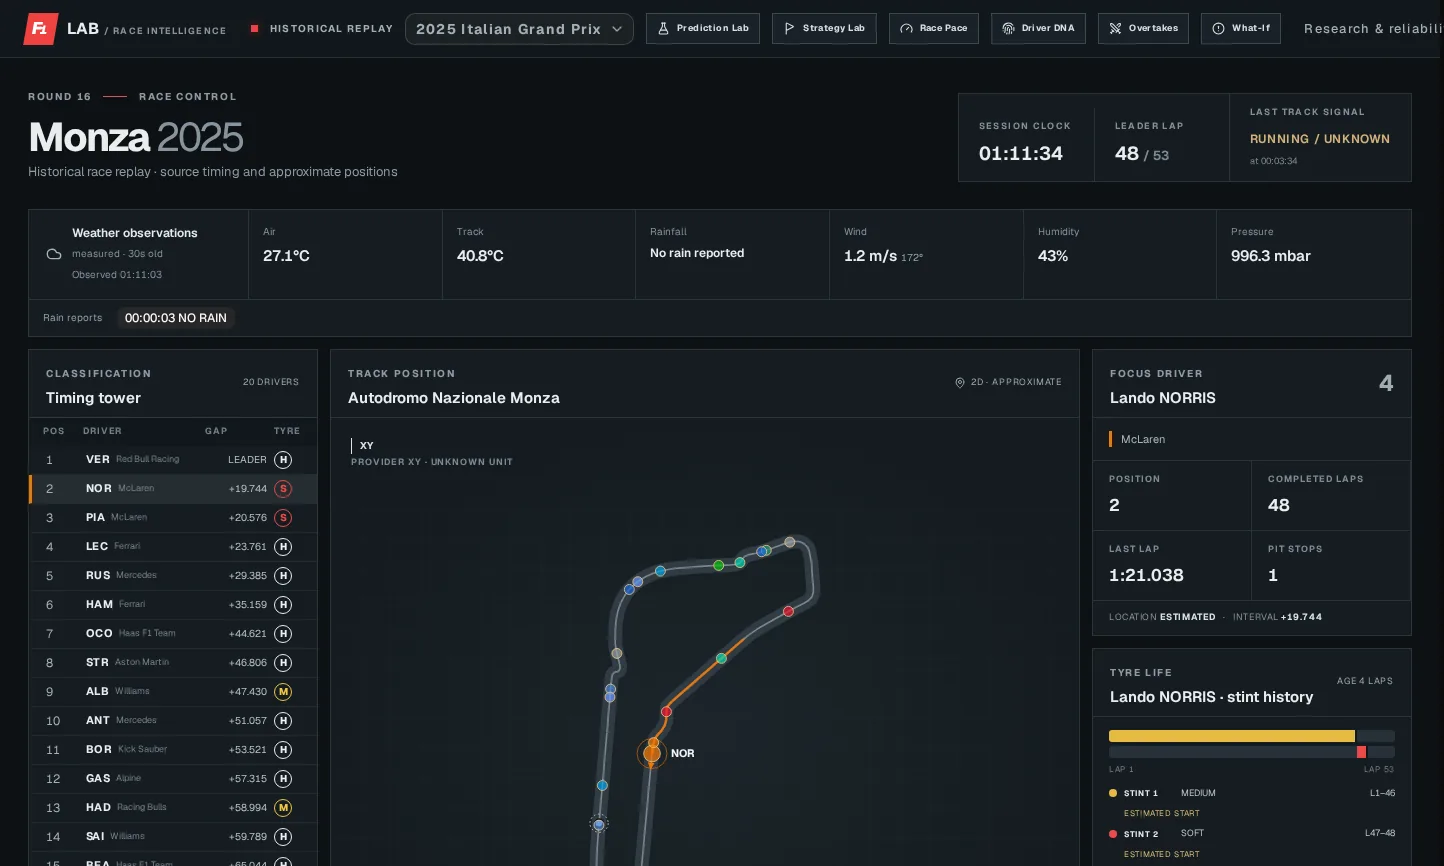 F1 LAB / RACE INTELLIGENCE HISTORICAL REPLAY 2025 Italian Grand Prix Prediction Lab Strategy Lab Race Pace Driver DNA Overtakes What-If Research & reliabili
ROUND 16 RACE CONTROL
Monza 2025
Historical race replay · source timing and approximate positions
SESSION CLOCK
01:11:34
LEADER LAP
48 / 53
LAST TRACK SIGNAL
RUNNING / UNKNOWN
at 00:03:34
Weather observations
measured · 30s old
Observed 01:11:03
Air
27.1°C
Track
40.8°C
Rainfall
No rain reported
Wind
1.2 m/s 172°
Humidity
43%
Pressure
996.3 mbar
Rain reports 00:00:03 NO RAIN
CLASSIFICATION
Timing tower
20 DRIVERS
POS DRIVER GAP TYRE
1 VER Red Bull Racing LEADER H
2 NOR McLaren +19.744 S
3 PIA McLaren +20.576 S
4 LEC Ferrari +23.761 H
5 RUS Mercedes +29.385 H
6 HAM Ferrari +35.159 H
7 OCO Haas F1 Team +44.621 H
8 STR Aston Martin +46.806 H
9 ALB Williams +47.430 M
10 ANT Mercedes +51.057 H
11 BOR Kick Sauber +53.521 H
12 GAS Alpine +57.315 H
13 HAD Racing Bulls +58.994 M
14 SAI Williams +59.789 H
15 BEA Haas F1 Team +65.044 H
TRACK POSITION
Autodromo Nazionale Monza
2D · APPROXIMATE
XY
PROVIDER XY · UNKNOWN UNIT
NOR
FOCUS DRIVER
Lando NORRIS
4
McLaren
POSITION
2
COMPLETED LAPS
48
LAST LAP
1:21.038
PIT STOPS
1
LOCATION ESTIMATED · INTERVAL +19.744
TYRE LIFE
Lando NORRIS · stint history
AGE 4 LAPS
LAP 1 LAP 53
STINT 1 MEDIUM L1–46
ESTIMATED START
STINT 2 SOFT L47–48
ESTIMATED START